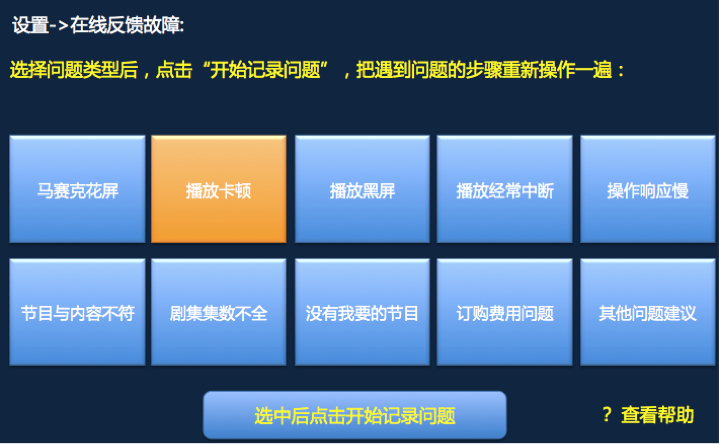 设置->在线反馈故障:
选择问题类型后，点击“开始记录问题”，把遇到问题的步骤重新操作一遍：
马赛克花屏
播放卡顿
播放黑屏
播放经常中断
操作响应慢
节目与内容不符
剧集集数不全
没有我要的节目
订购费用问题
其他问题建议
选中后点击开始记录问题
？查看帮助